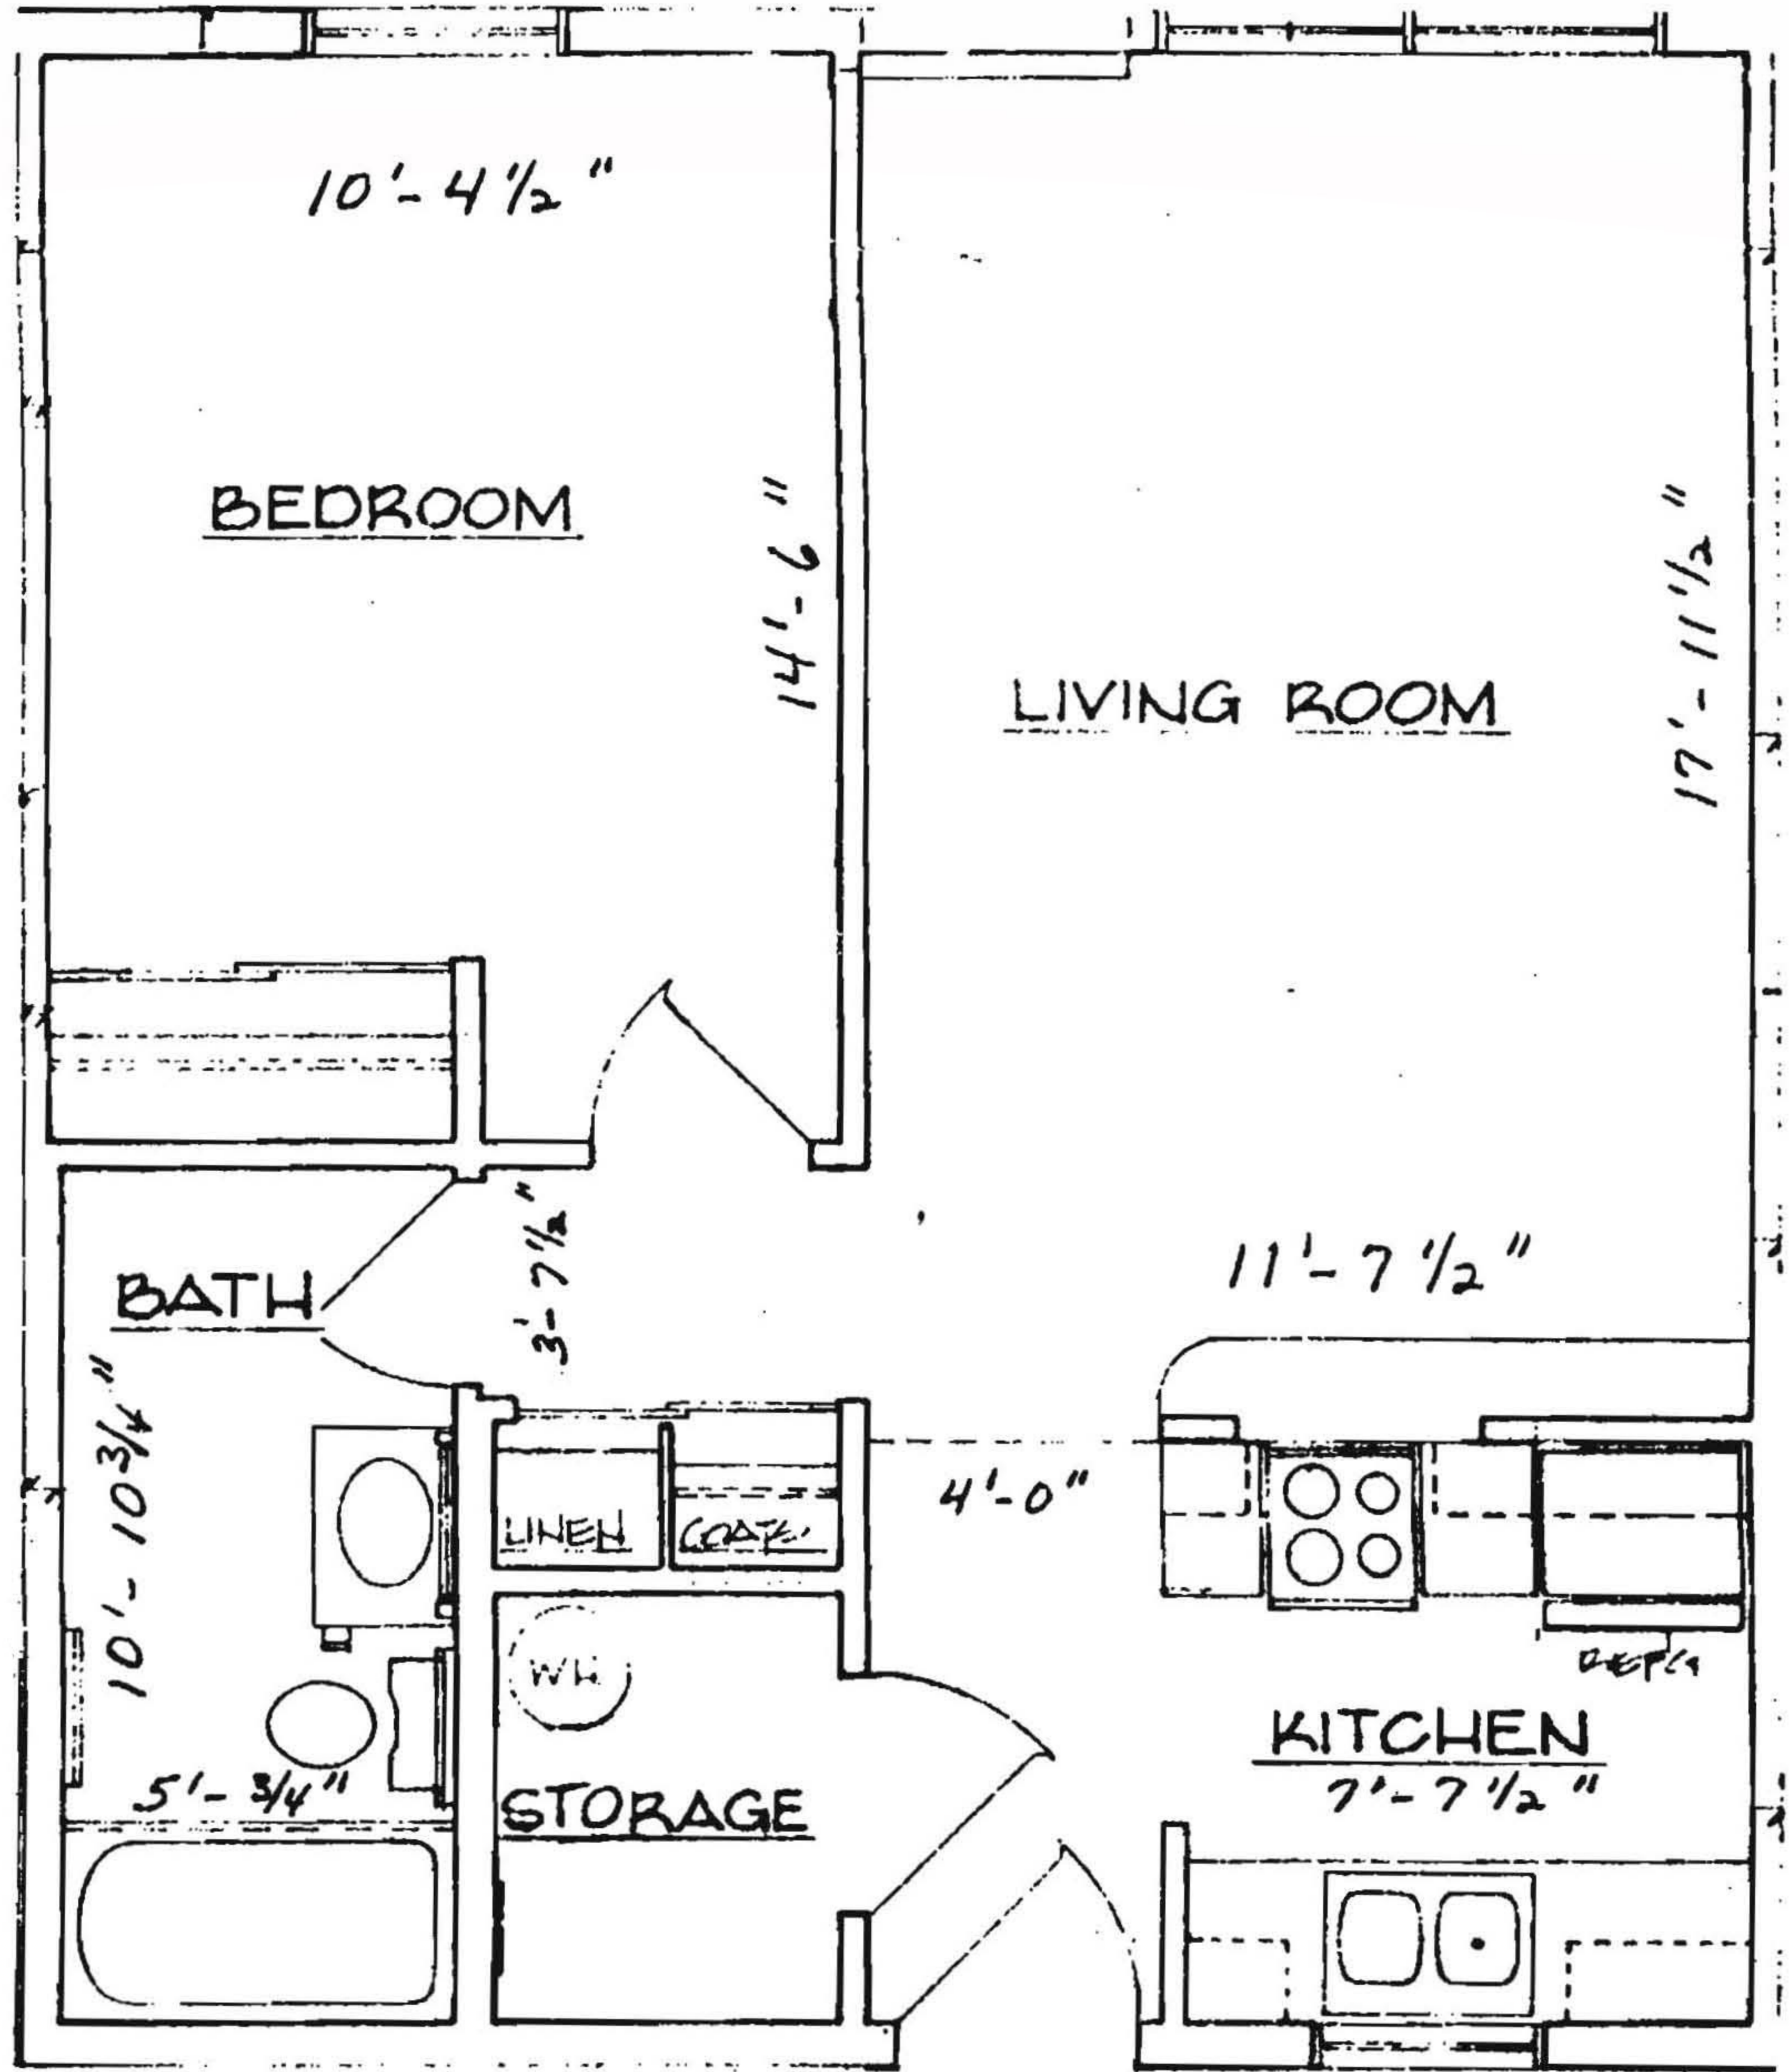 10'- 4 1/2 "
BEDROOM
14'- 6 "
LIVING ROOM
17'- 11 1/2 "
3'- 7 1/2"
BATH
11'- 7 1/2 "
10'- 10 3/4"
4'-0"
LINEN
COATS
WH
5'- 3/4"
STORAGE
KITCHEN
7'- 7 1/2 "